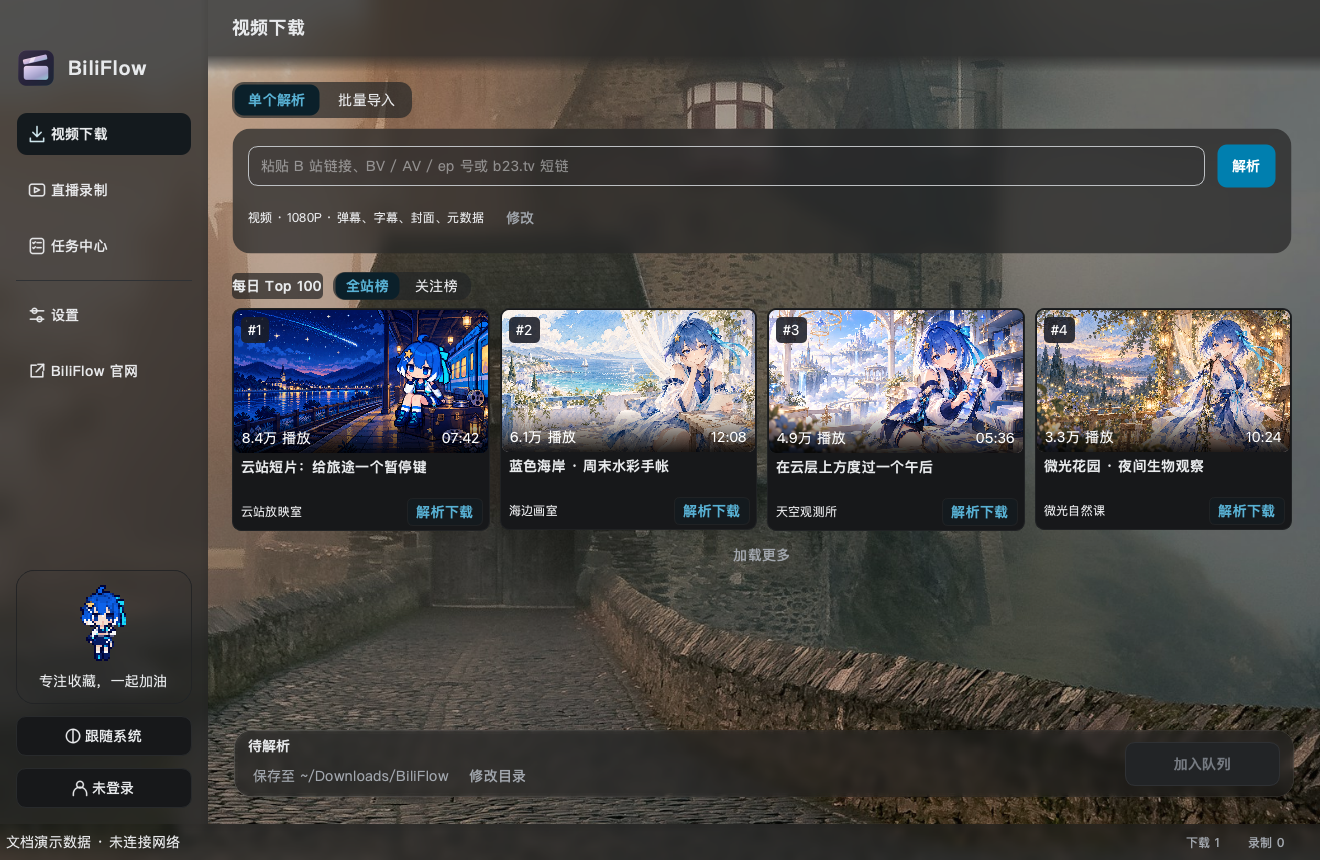 视频下载
BiliFlow
视频下载
直播录制
任务中心
设置
BiliFlow 官网
专注收藏，一起加油
跟随系统
未登录
单个解析 批量导入
粘贴 B 站链接、BV / AV / ep 号或 b23.tv 短链 解析
视频 · 1080P · 弹幕、字幕、封面、元数据 修改
每日 Top 100 全站榜 关注榜
#1
8.4万 播放 07:42
云站短片：给旅途一个暂停键
云站放映室 解析下载
#2
6.1万 播放 12:08
蓝色海岸 · 周末水彩手帐
海边画室 解析下载
#3
4.9万 播放 05:36
在云层上方度过一个午后
天空观测所 解析下载
#4
3.3万 播放 10:24
微光花园 · 夜间生物观察
微光自然课 解析下载
加载更多
待解析
保存至 ~/Downloads/BiliFlow 修改目录
加入队列
文档演示数据 · 未连接网络 下载 1 录制 0